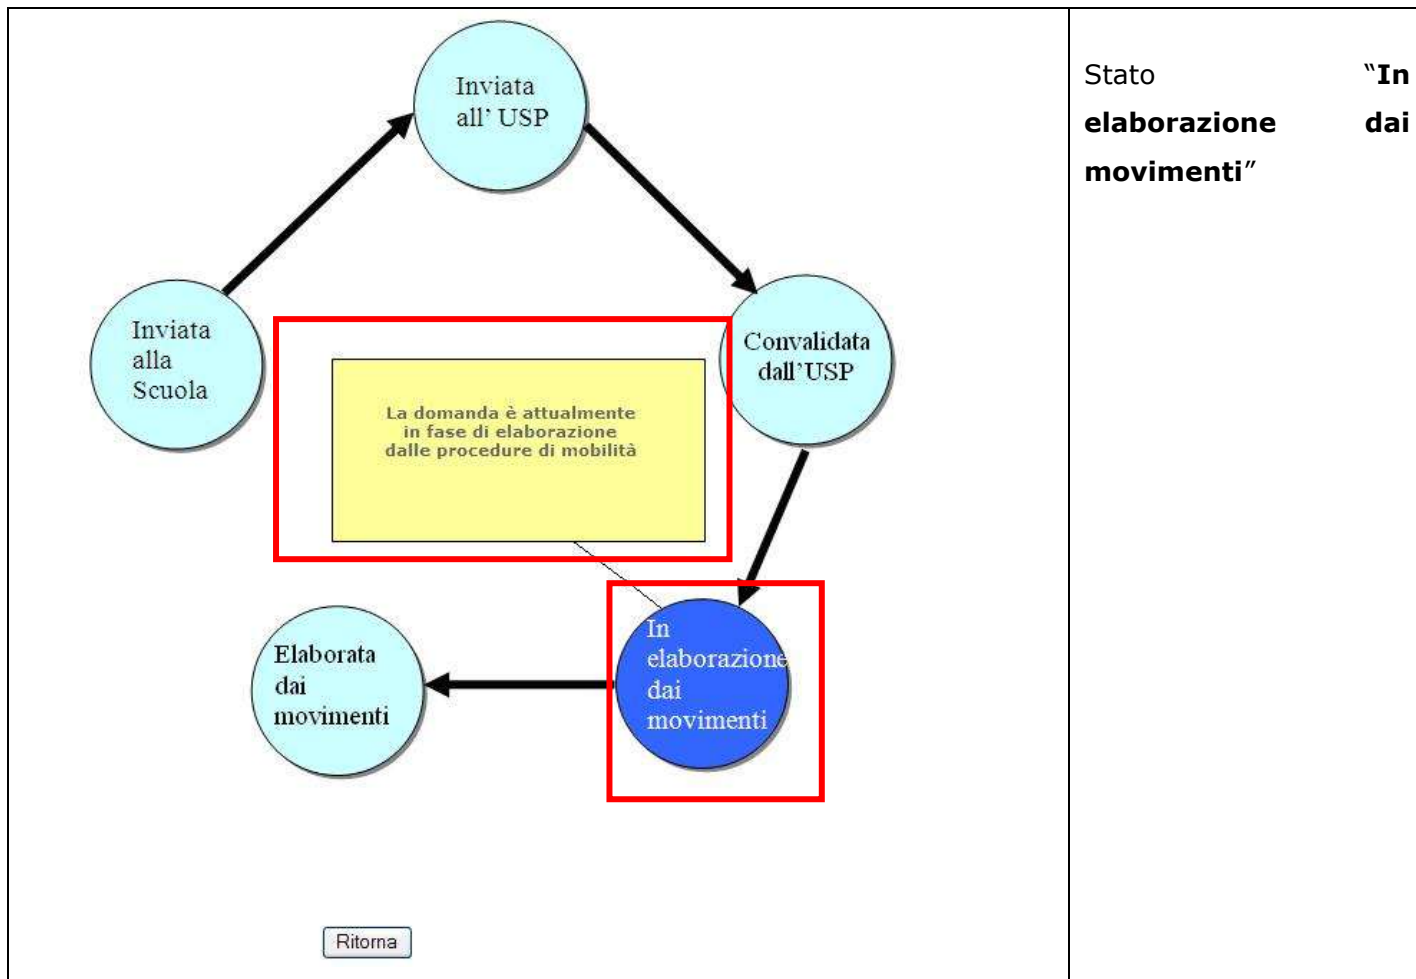 Inviata
all' USP
Inviata
alla
Scuola
Convalidata
dall'USP
La domanda è attualmente
in fase di elaborazione
dalle procedure di mobilità
In
elaborazione
dai
movimenti
Elaborata
dai
movimenti
Ritorna
Stato “In
elaborazione dai
movimenti”